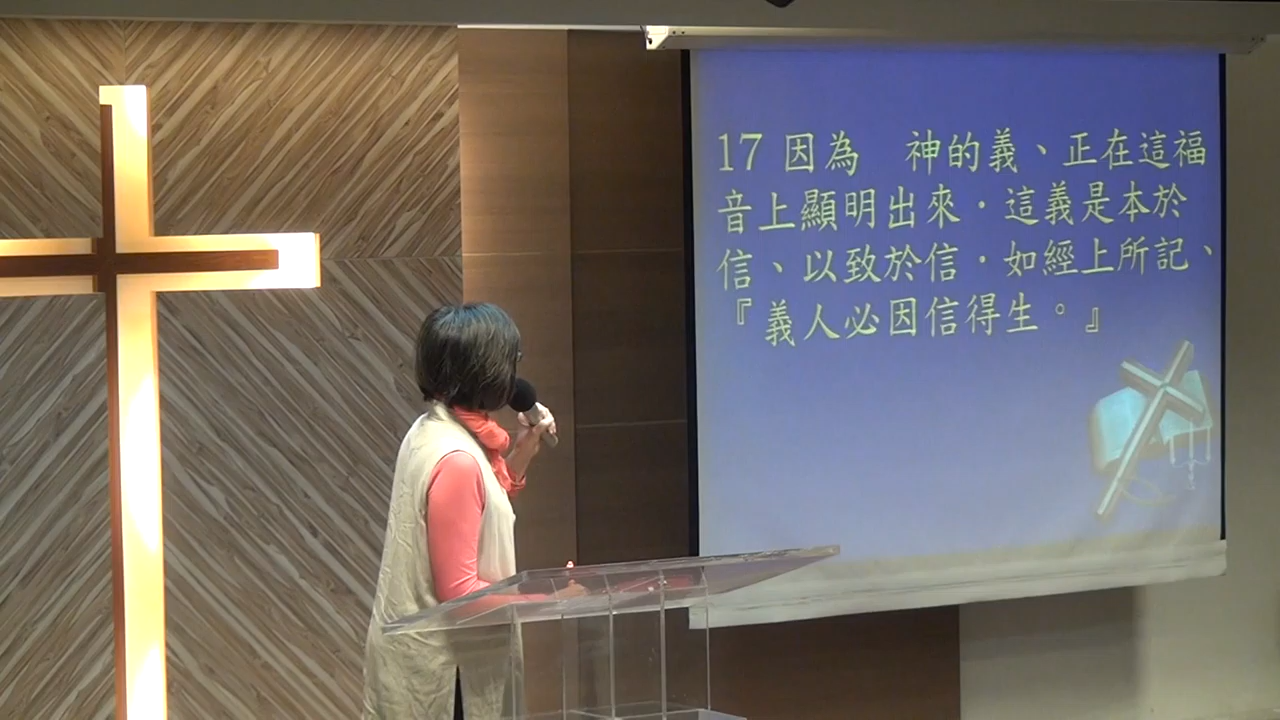 17 因為　神的義、正在這福
音上顯明出來．這義是本於
信、以致於信．如經上所記、
『義人必因信得生。』